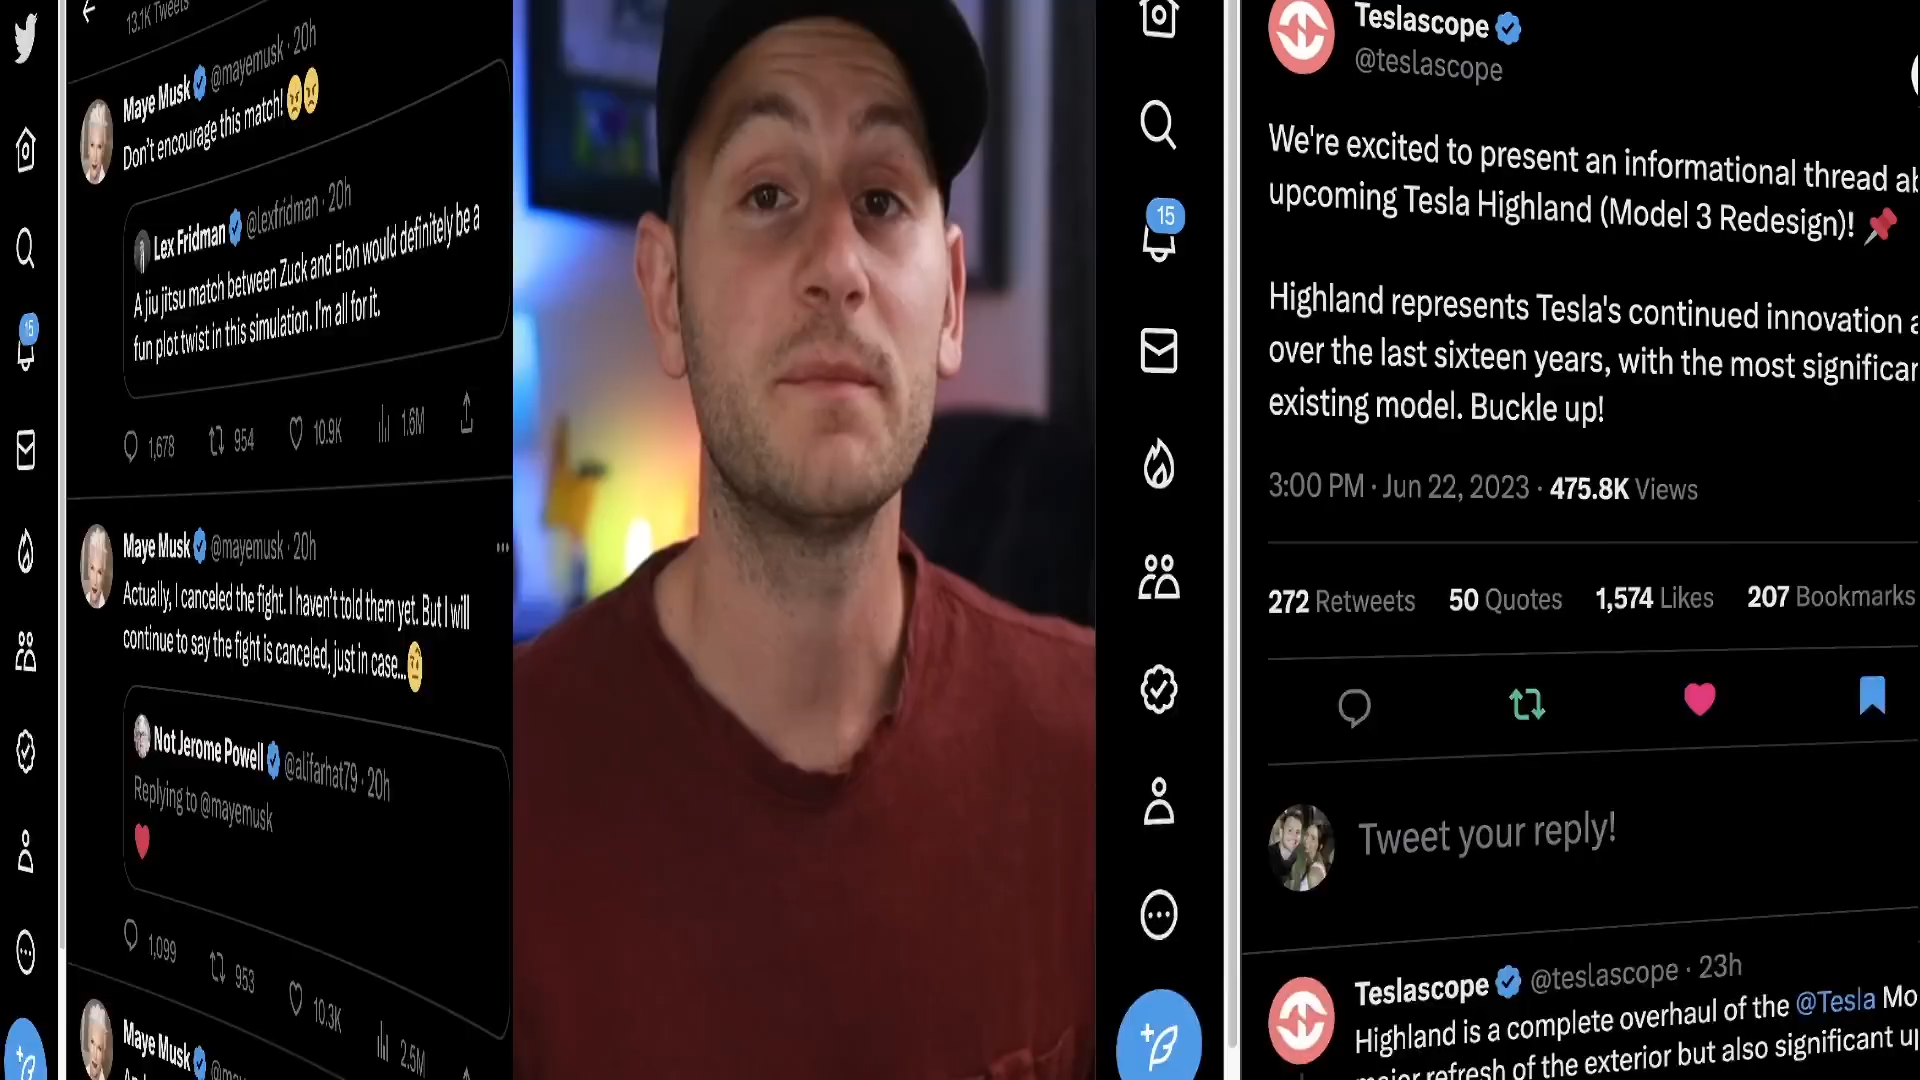 13.1K Tweets
Maye Musk @mayemusk · 20h
Don't encourage this match! 😠😠
Lex Fridman @lexfridman · 20h
A jiu jitsu match between Zuck and Elon would definitely be a
fun plot twist in this simulation. I'm all for it.
1,678 954 10.9K 1.6M
15
Maye Musk @mayemusk · 20h
Actually, I canceled the fight. I haven't told them yet. But I will
continue to say the fight is canceled, just in case...🤨
Not Jerome Powell @alifarhat79 · 20h
Replying to @mayemusk
❤️
1,099 953 10.3K 2.5M
Maye Musk
15
Teslascope
@teslascope
We're excited to present an informational thread
upcoming Tesla Highland (Model 3 Redesign)! 📌
Highland represents Tesla's continued innovation
over the last sixteen years, with the most
existing model. Buckle up!
3:00 PM · Jun 22, 2023 · 475.8K Views
272 Retweets 50 Quotes 1,574 Likes 207 Bookmarks
Tweet your reply!
Teslascope @teslascope · 23h
Highland is a complete overhaul of the @Tesla
refresh of the exterior but also significant